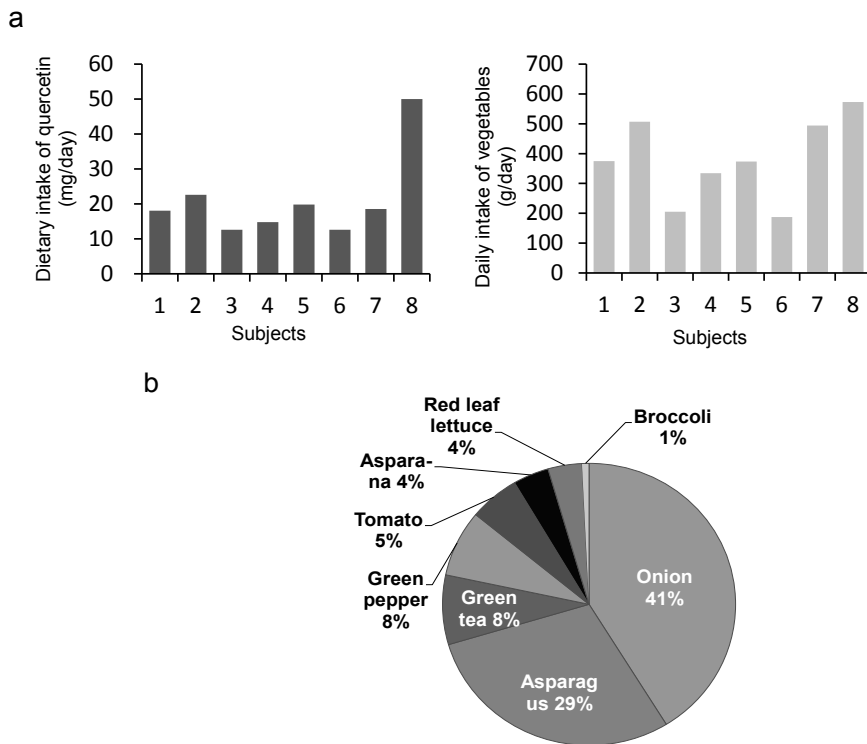 a
Dietary intake of quercetin
(mg/day)
60
50
40
30
20
10
0
1 2 3 4 5 6 7 8
Subjects
Daily intake of vegetables
(g/day)
700
600
500
400
300
200
100
0
1 2 3 4 5 6 7 8
Subjects
b
Red leaf
lettuce
4%
Broccoli
1%
Aspara-
na 4%
Tomato
5%
Green
pepper
8%
Green
tea 8%
Onion
41%
Asparag
us 29%